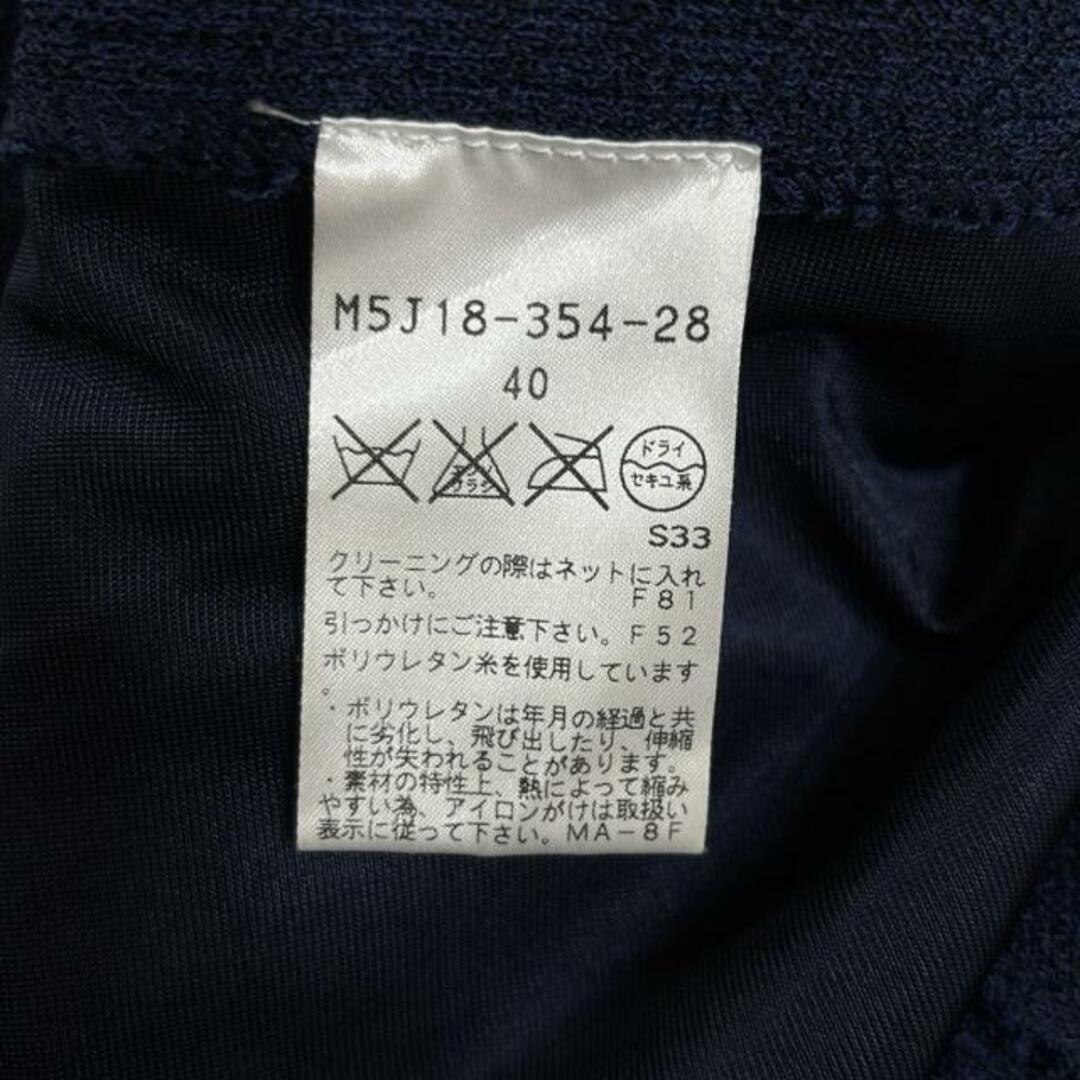 M5J18-354-28
40
エンソ
サラシ
ドライ
セキユ系
S33
クリーニングの際はネットに入れ
て下さい。 F81
引っかけにご注意下さい。F52
ポリウレタン糸を使用しています
。
・ポリウレタンは年月の経過と共
に劣化し、飛び出したり、伸縮
性が失われることがあります。
・素材の特性上、熱によって縮み
やすい為、アイロンがけは取扱い
表示に従って下さい。MA-8F